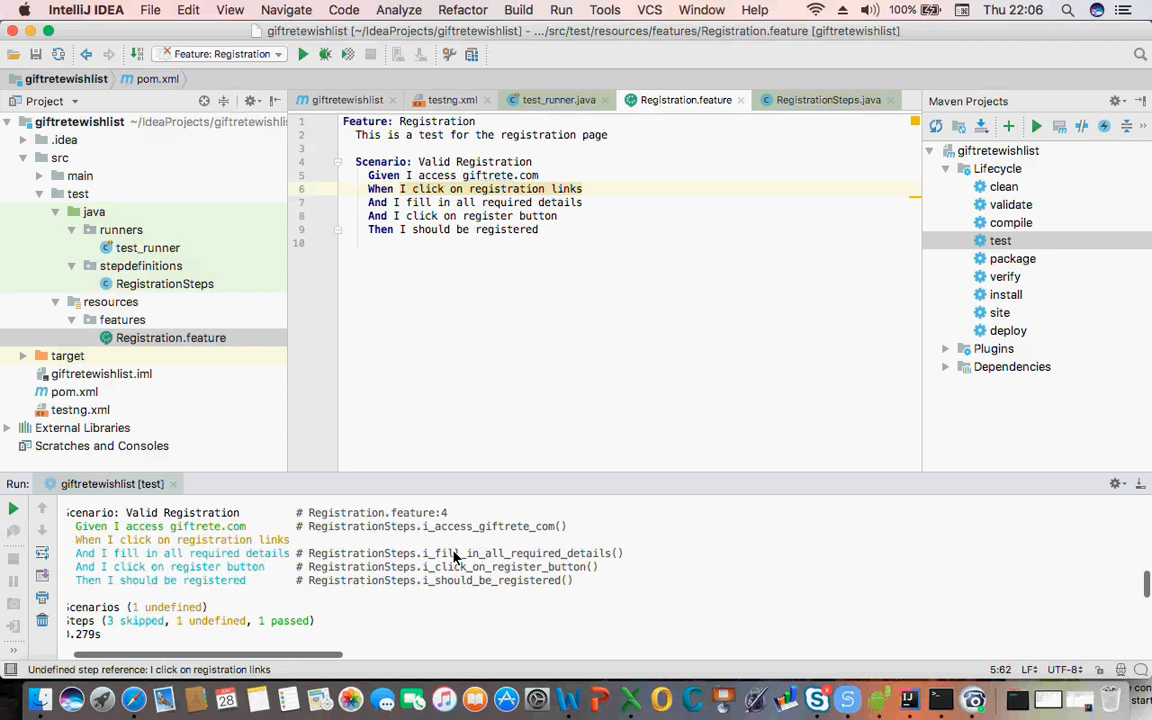 IntelliJ IDEA File Edit View Navigate Code Analyze Refactor Build Run Tools VCS Window Help 100% Thu 22:06
giftretewishlist [~/IdeaProjects/giftretewishlist] - .../src/test/resources/features/Registration.feature [giftretewishlist]
Feature: Registration
giftretewishlist pom.xml
Project giftretewishlist testng.xml test_runner.java Registration.feature RegistrationSteps.java Maven Projects
giftretewishlist ~/IdeaProjects/giftretewishli
.idea
src
main
test
java
runners
test_runner
stepdefinitions
RegistrationSteps
resources
features
Registration.feature
target
giftretewishlist.iml
pom.xml
testng.xml
External Libraries
Scratches and Consoles
1 Feature: Registration
2 This is a test for the registration page
3
4 Scenario: Valid Registration
5 Given I access giftrete.com
6 When I click on registration links
7 And I fill in all required details
8 And I click on register button
9 Then I should be registered
10
giftretewishlist
Lifecycle
clean
validate
compile
test
package
verify
install
site
deploy
Plugins
Dependencies
Run: giftretewishlist [test]
cenario: Valid Registration # Registration.feature:4
Given I access giftrete.com # RegistrationSteps.i_access_giftrete_com()
When I click on registration links
And I fill in all required details # RegistrationSteps.i_fill_in_all_required_details()
And I click on register button # RegistrationSteps.i_click_on_register_button()
Then I should be registered # RegistrationSteps.i_should_be_registered()
cenarios (1 undefined)
teps (3 skipped, 1 undefined, 1 passed)
.279s
Undefined step reference: I click on registration links 5:62 LF÷ UTF-8÷
28
e con
start